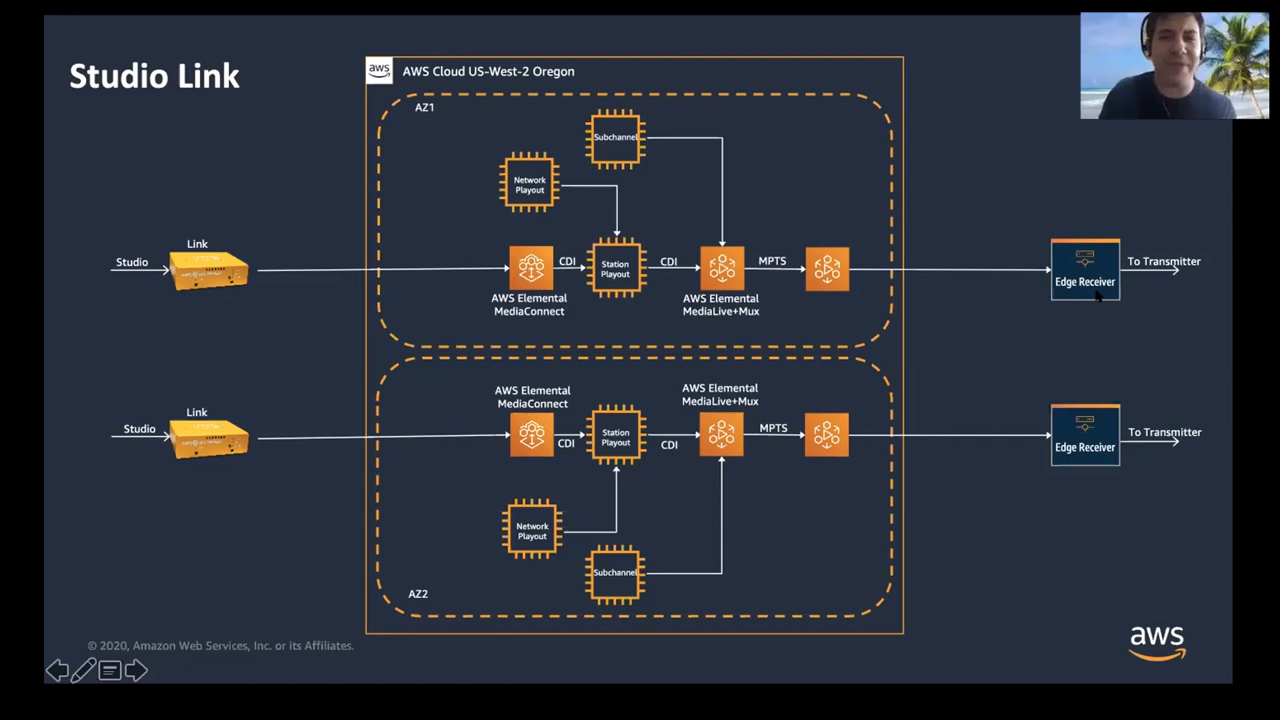 Studio Link
aws
AWS Cloud US-West-2 Oregon
AZ1
Subchannel
Network
Playout
Studio
Link
CDI
Station
Playout
CDI
MPTS
AWS Elemental
MediaConnect
AWS Elemental
MediaLive+Mux
Edge Receiver
To Transmitter
Studio
Link
AWS Elemental
MediaConnect
CDI
Station
Playout
CDI
AWS Elemental
MediaLive+Mux
MPTS
Edge Receiver
To Transmitter
Network
Playout
Subchannel
AZ2
© 2020, Amazon Web Services, Inc. or its Affiliates.
aws